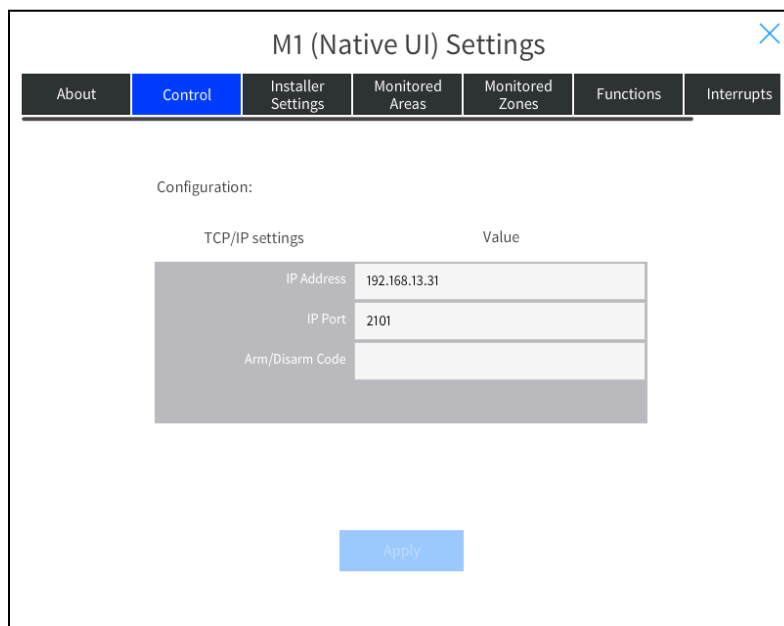 M1 (Native UI) Settings
About
Control
Installer
Settings
Monitored
Areas
Monitored
Zones
Functions
Interrupts
Configuration:
TCP/IP settings
Value
IP Address
192.168.13.31
IP Port
2101
Arm/Disarm Code
Apply